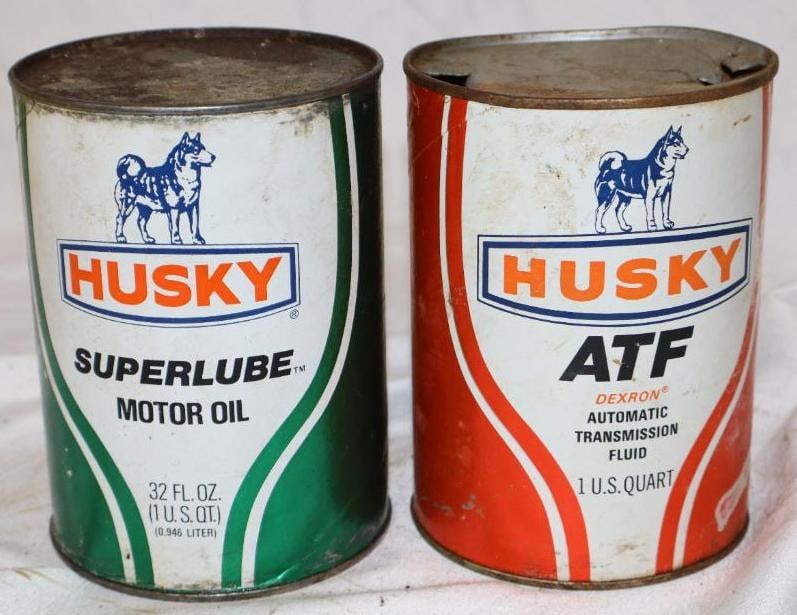 HUSKY
®
SUPERLUBE™
MOTOR OIL
32 FL. OZ.
(1 U.S. QT.)
(0.946 LITER)
HUSKY
ATF
DEXRON®
AUTOMATIC
TRANSMISSION
FLUID
1 U.S. QUART